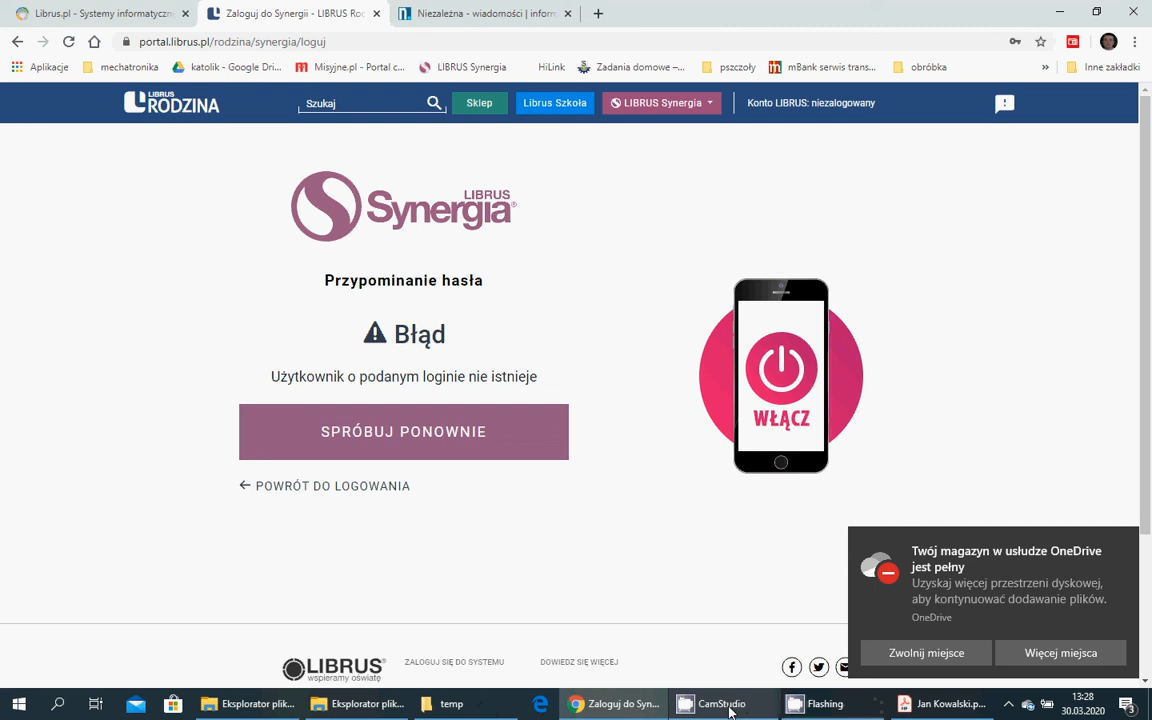 Librus.pl - Systemy informatyczn
Zaloguj do Synergii - LIBRUS Ro
Niezależna - wiadomości | inform
portal.librus.pl/rodzina/synergia/loguj
Aplikacje
mechatronika
katolik - Google Dri...
Misyjne.pl - Portal c...
LIBRUS Synergia
HiLink
Zadania domowe –...
pszczoły
mBank serwis trans...
obróbka
»
Inne zakładki
LIBRUS
RODZINA
Szukaj
Sklep
Librus Szkoła
LIBRUS Synergia
Konto LIBRUS: niezalogowany
LIBRUS
Synergia®
Przypominanie hasła
Błąd
Użytkownik o podanym loginie nie istnieje
SPRÓBUJ PONOWNIE
← POWRÓT DO LOGOWANIA
WŁĄCZ
Twój magazyn w usłudze OneDrive
jest pełny
Uzyskaj więcej przestrzeni dyskowej,
aby kontynuować dodawanie plików.
OneDrive
Zwolnij miejsce
Więcej miejsca
LIBRUS®
wspieramy oświatę
ZALOGUJ SIĘ DO SYSTEMU
DOWIEDZ SIĘ WIĘCEJ
Eksplorator plik...
Eksplorator plik...
temp
Zaloguj do Syn...
CamStudio
Flashing
Jan Kowalski.p...
13:28
30.03.2020
3